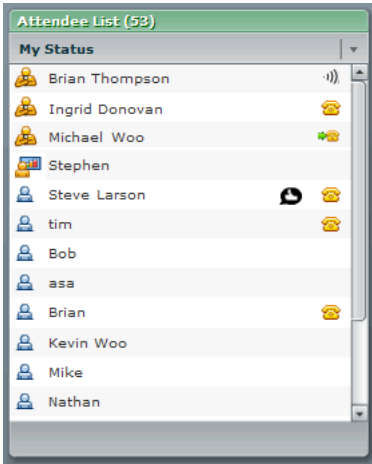 Attendee List (53)
My Status
Brian Thompson
Ingrid Donovan
Michael Woo
Stephen
Steve Larson
tim
Bob
asa
Brian
Kevin Woo
Mike
Nathan